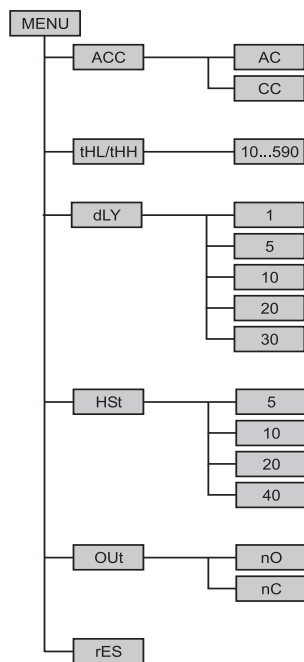 MENU
ACC AC
CC
tHL/tHH 10...590
dLY 1
5
10
20
30
HSt 5
10
20
40
OUt nO
nC
rES